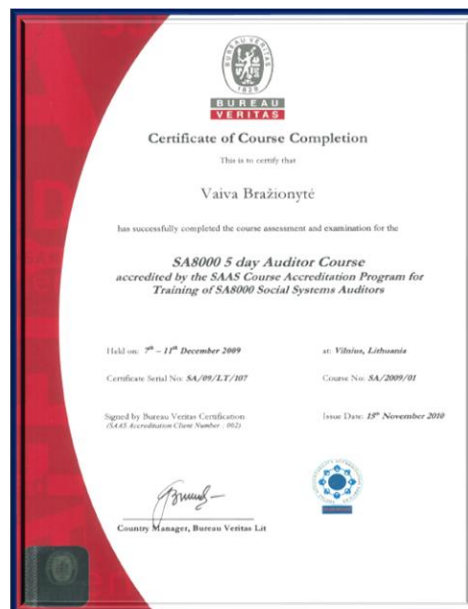 BUREAU VERITAS
1828
BUREAU
VERITAS
Certificate of Course Completion
This is to certify that
Vaiva Bražionytė
has successfully completed the course assessment and examination for the
SA8000 5 day Auditor Course
accredited by the SAAS Course Accreditation Program for
Training of SA8000 Social Systems Auditors
Held on: 7th – 11th December 2009
at: Vilnius, Lithuania
Certificate Serial No: SA/09/LT/107
Course No: SA/2009/01
Signed by Bureau Veritas Certification
(SAAS Accreditation Client Number : 002)
Issue Date: 15th November 2010
Country Manager, Bureau Veritas Lit